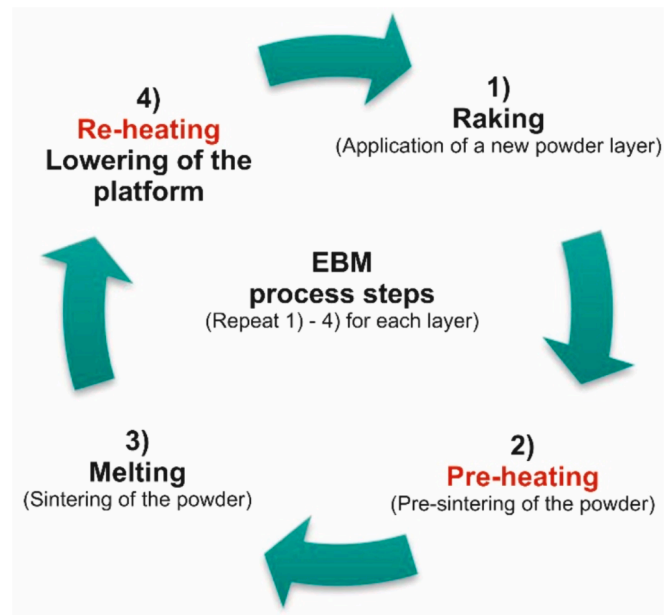 EBM
process steps
(Repeat 1) - 4) for each layer)
1)
Raking
(Application of a new powder layer)
2)
Pre-heating
(Pre-sintering of the powder)
3)
Melting
(Sintering of the powder)
4)
Re-heating
Lowering of the
platform